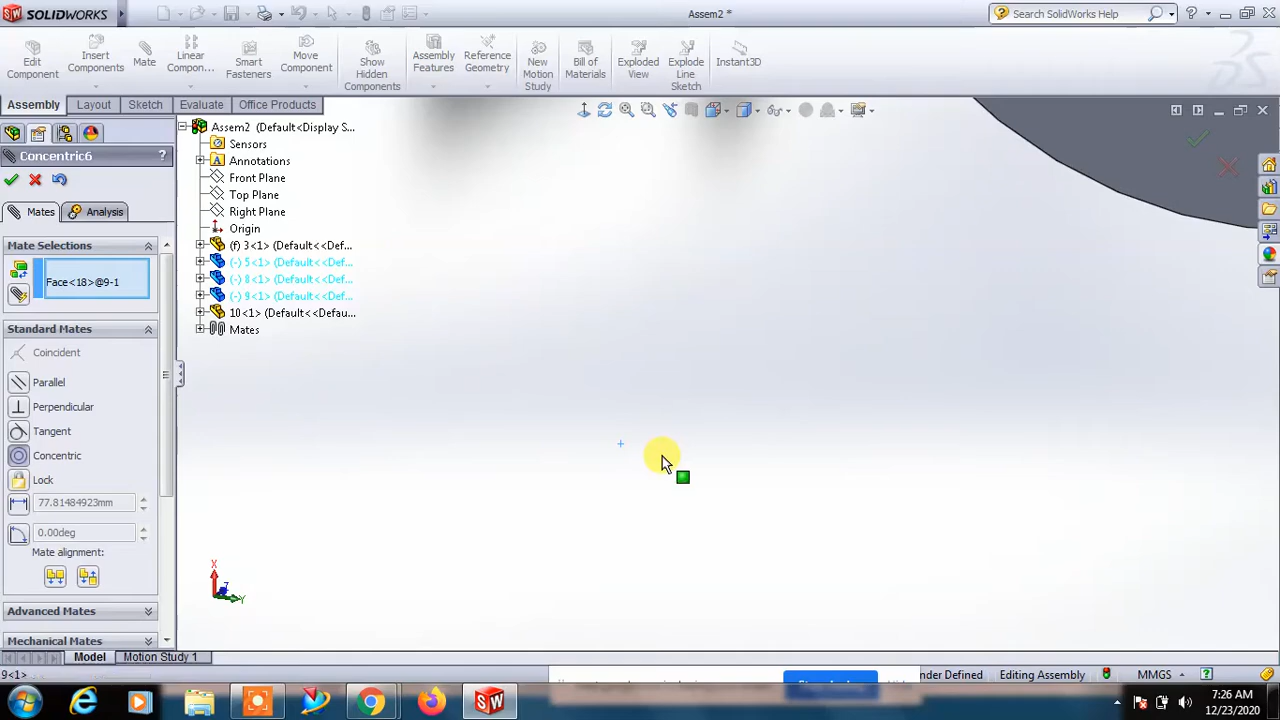 SOLIDWORKS
Assem2 *
Search SolidWorks Help
Edit Component
Insert Components
Mate
Linear Compon...
Smart Fasteners
Move Component
Show Hidden Components
Assembly Features
Reference Geometry
New Motion Study
Bill of Materials
Exploded View
Explode Line Sketch
Instant3D
Assembly
Layout
Sketch
Evaluate
Office Products
Concentric6
?
Mates
Analysis
Mate Selections
Face<18>@9-1
Standard Mates
Coincident
Parallel
Perpendicular
Tangent
Concentric
Lock
77.81484923mm
0.00deg
Mate alignment:
Advanced Mates
Mechanical Mates
Assem2 (Default<Display S...
Sensors
Annotations
Front Plane
Top Plane
Right Plane
Origin
(f) 3<1> (Default<<Def...
(-) 5<1> (Default<<Def...
(-) 8<1> (Default<<Def...
(-) 9<1> (Default<<Def...
10<1> (Default<<Defau...
Mates
X
Y
Z
Model
Motion Study 1
9<1>
nder Defined
Editing Assembly
MMGS
7:26 AM
12/23/2020